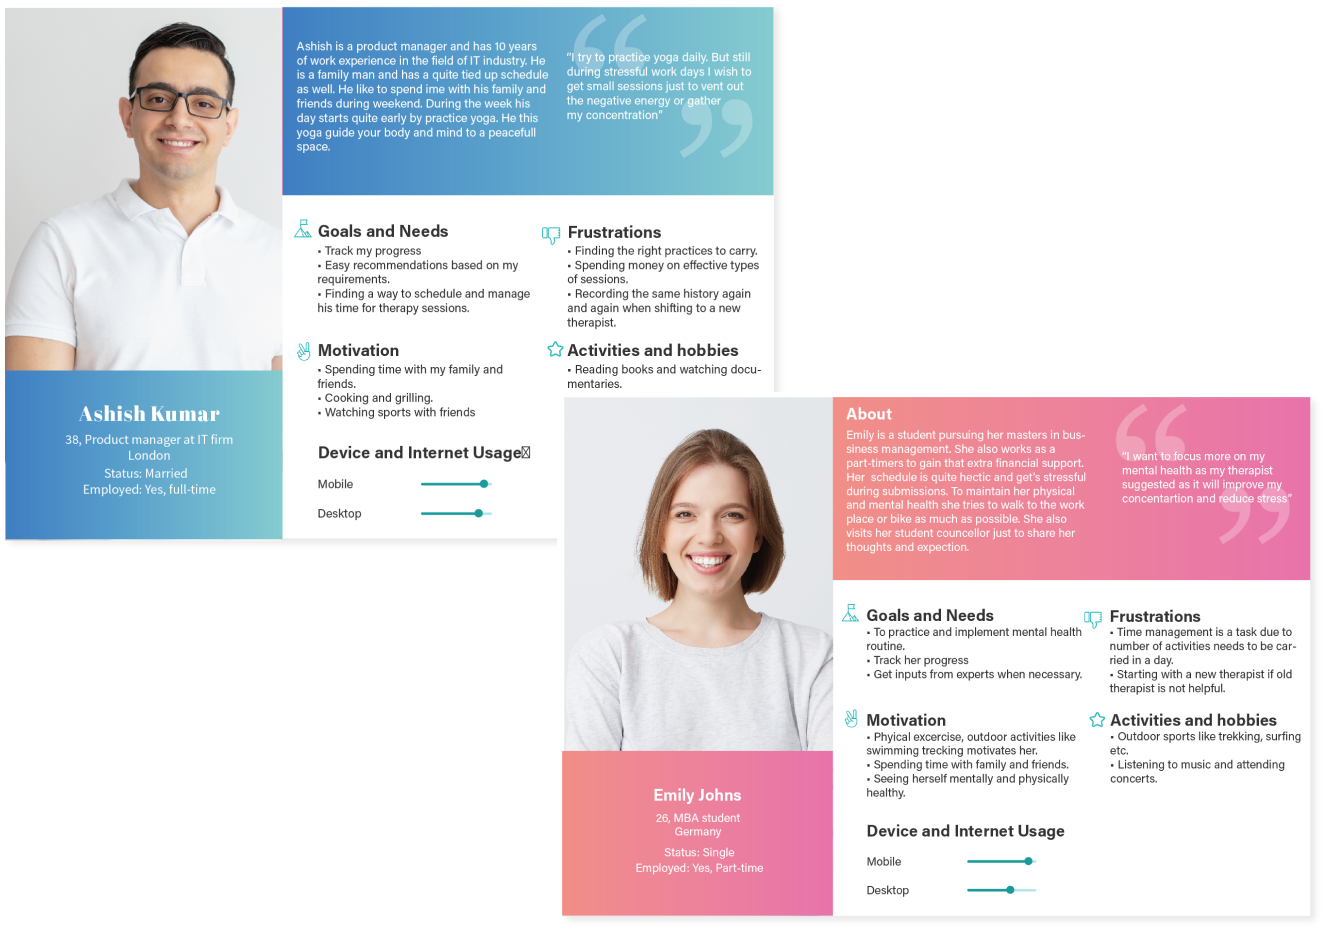 Ashish is a product manager and has 10 years
of work experience in the field of IT industry. He
is a family man and has a quite tied up schedule
as well. He like to spend ime with his family and
friends during weekend. During the week his
day starts quite early by practice yoga. He this
yoga guide your body and mind to a peacefull
space.
“I try to practice yoga daily. But still
during stressful work days I wish to
get small sessions just to vent out
the negative energy or gather
my concentration”
Goals and Needs
• Track my progress
• Easy recommendations based on my
requirements.
• Finding a way to schedule and manage
his time for therapy sessions.
Frustrations
• Finding the right practices to carry.
• Spending money on effective types
of sessions.
• Recording the same history again
and again when shifting to a new
therapist.
Motivation
• Spending time with my family and
friends.
• Cooking and grilling.
• Watching sports with friends
Activities and hobbies
• Reading books and watching docu-
mentaries.
Ashish Kumar
38, Product manager at IT firm
London
Status: Married
Employed: Yes, full-time
Device and Internet Usage
Mobile
Desktop
About
Emily is a student pursuing her masters in bus-
siness management. She also works as a
part-timers to gain that extra financial support.
Her schedule is quite hectic and get's stressful
during submissions. To maintain her physical
and mental health she tries to walk to the work
place or bike as much as possible. She also
visits her student councellor just to share her
thoughts and expection.
“I want to focus more on my
mental health as my therapist
suggested as it will improve my
concentartion and reduce stress”
Goals and Needs
• To practice and implement mental health
routine.
• Track her progress
• Get inputs from experts when necessary.
Frustrations
• Time management is a task due to
number of activities needs to be car-
ried in a day.
• Starting with a new therapist if old
therapist is not helpful.
Motivation
• Phyical excercise, outdoor activities like
swimming trecking motivates her.
• Spending time with family and friends.
• Seeing herself mentally and physically
healthy.
Activities and hobbies
• Outdoor sports like trekking, surfing
etc.
• Listening to music and attending
concerts.
Emily Johns
26, MBA student
Germany
Status: Single
Employed: Yes, Part-time
Device and Internet Usage
Mobile
Desktop